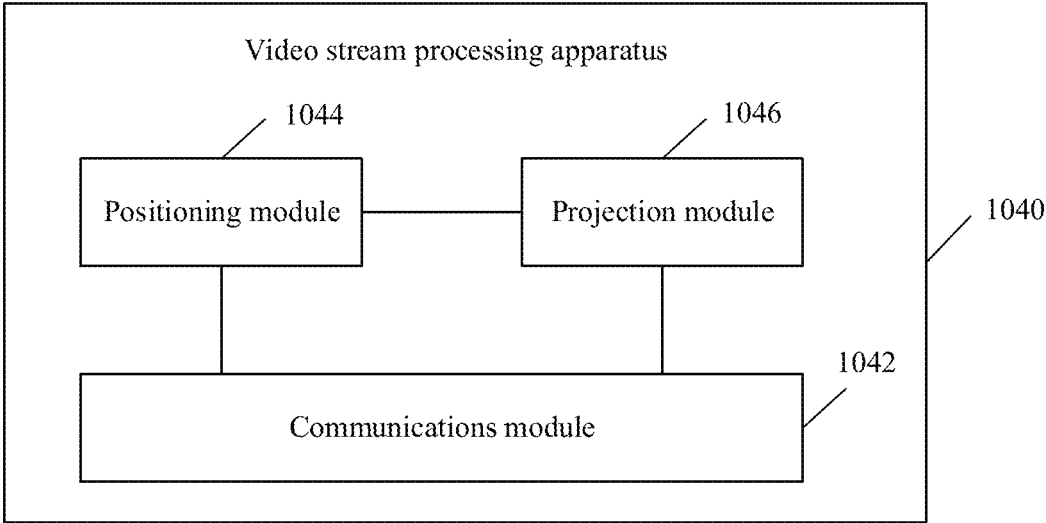 Video stream processing apparatus
1044
1046
Positioning module
Projection module
1040
1042
Communications module